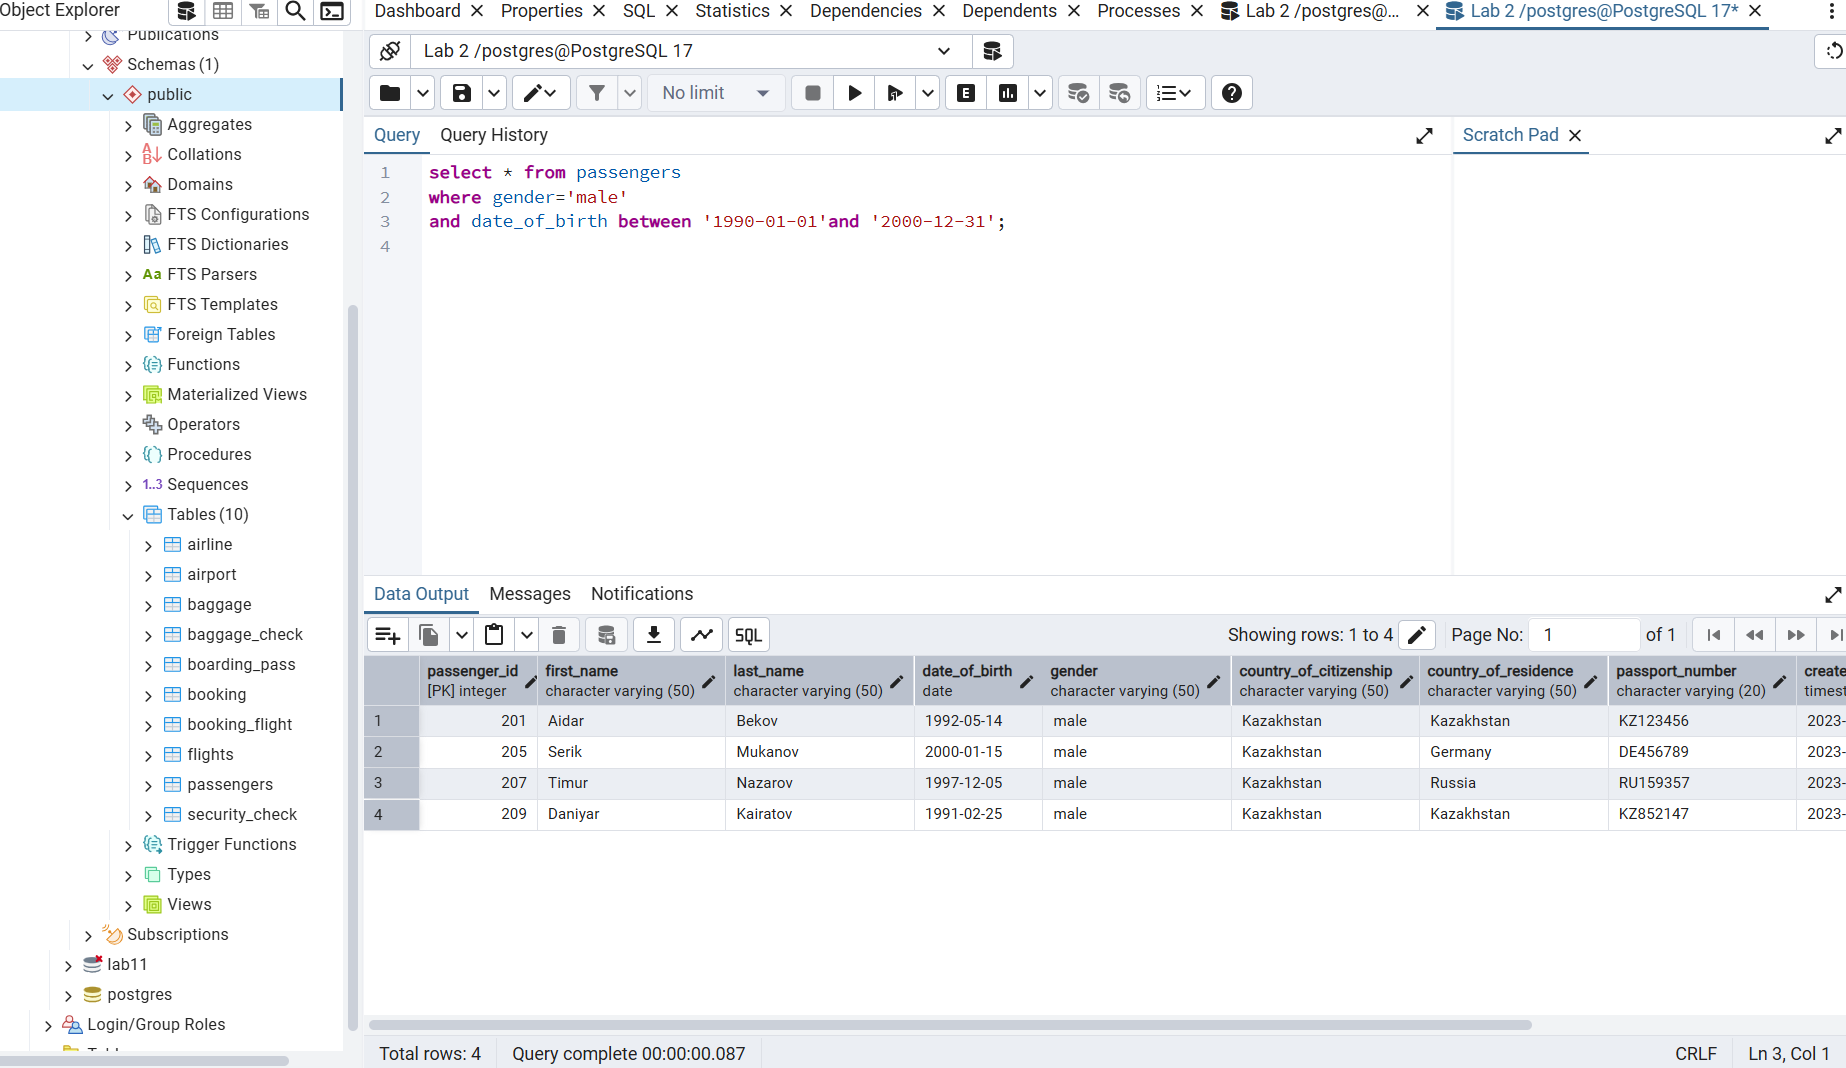 Object Explorer
Dashboard
Properties
SQL
Statistics
Dependencies
Dependents
Processes
Lab 2 /postgres@...
Lab 2 /postgres@PostgreSQL 17*
Publications
Schemas (1)
public
Aggregates
Collations
Domains
FTS Configurations
FTS Dictionaries
Aa FTS Parsers
FTS Templates
Foreign Tables
Functions
Materialized Views
Operators
Procedures
1..3 Sequences
Tables (10)
airline
airport
baggage
baggage_check
boarding_pass
booking
booking_flight
flights
passengers
security_check
Trigger Functions
Types
Views
Subscriptions
lab11
postgres
Login/Group Roles
Lab 2 /postgres@PostgreSQL 17
No limit
E
Query
Query History
Scratch Pad
1 select * from passengers
2 where gender='male'
3 and date_of_birth between '1990-01-01'and '2000-12-31';
4
Data Output
Messages
Notifications
SQL
Showing rows: 1 to 4
Page No: 1 of 1
passenger_id first_name last_name date_of_birth gender country_of_citizenship country_of_residence passport_number create
[PK] integer character varying (50) character varying (50) date character varying (50) character varying (50) character varying (50) character varying (20) timest
1 201 Aidar Bekov 1992-05-14 male Kazakhstan Kazakhstan KZ123456 2023-
2 205 Serik Mukanov 2000-01-15 male Kazakhstan Germany DE456789 2023-
3 207 Timur Nazarov 1997-12-05 male Kazakhstan Russia RU159357 2023-
4 209 Daniyar Kairatov 1991-02-25 male Kazakhstan Kazakhstan KZ852147 2023-
Total rows: 4
Query complete 00:00:00.087
CRLF
Ln 3, Col 1